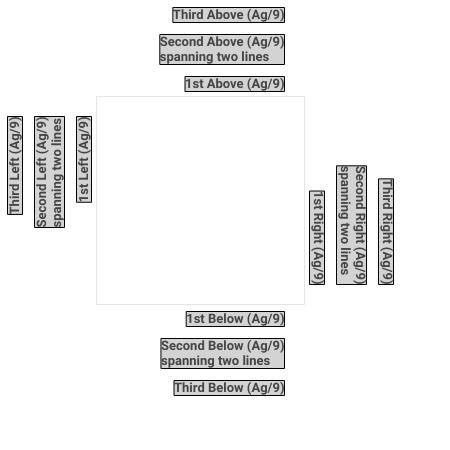 Third Above (Ag/9)
Second Above (Ag/9)
spanning two lines
1st Above (Ag/9)
Third Left (Ag/9)
Second Left (Ag/9)
spanning two lines
1st Left (Ag/9)
1st Right (Ag/9)
Second Right (Ag/9)
spanning two lines
Third Right (Ag/9)
1st Below (Ag/9)
Second Below (Ag/9)
spanning two lines
Third Below (Ag/9)